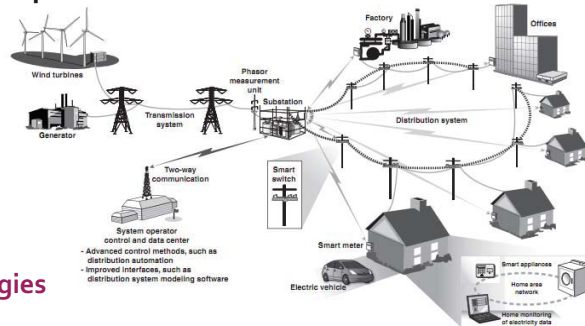 Wind turbines
Generator
Transmission
system
Phasor
measurement
unit
Substation
Factory
Offices
Distribution system
Two-way
communication
Smart
switch
System operator
control and data center
- Advanced control methods, such as
distribution automation
- Improved interfaces, such as
distribution system modeling software
Smart meter
Electric vehicle
Smart appliances
Home area
network
Home monitoring
of electricity data
gies